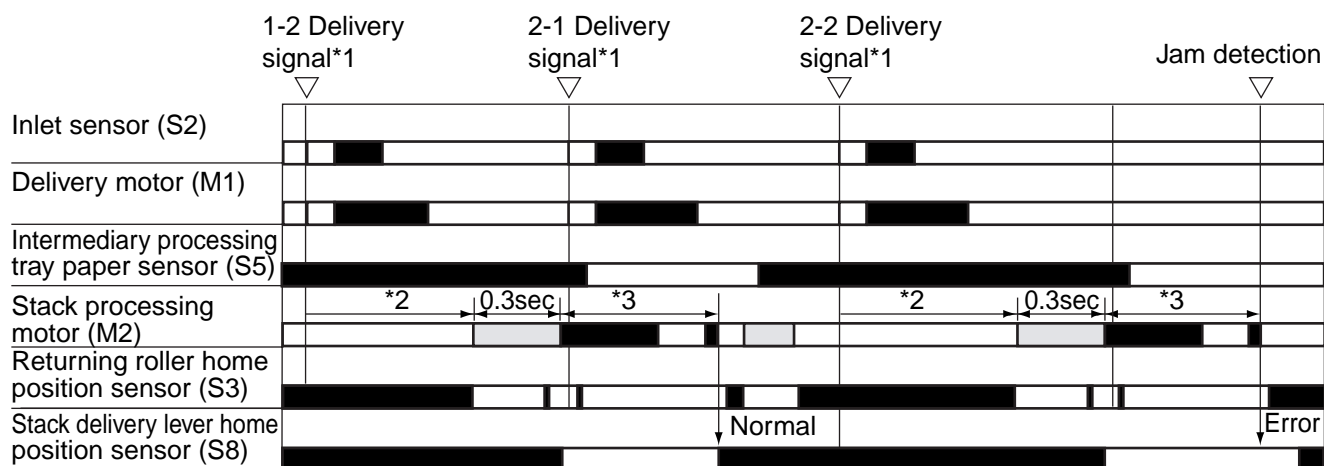 1-2 Delivery
signal*1
2-1 Delivery
signal*1
2-2 Delivery
signal*1
Jam detection
Inlet sensor (S2)
Delivery motor (M1)
Intermediary processing
tray paper sensor (S5)
Stack processing
motor (M2)
*2
0.3sec
*3
*2
0.3sec
*3
Returning roller home
position sensor (S3)
Stack delivery lever home
position sensor (S8)
Normal
Error